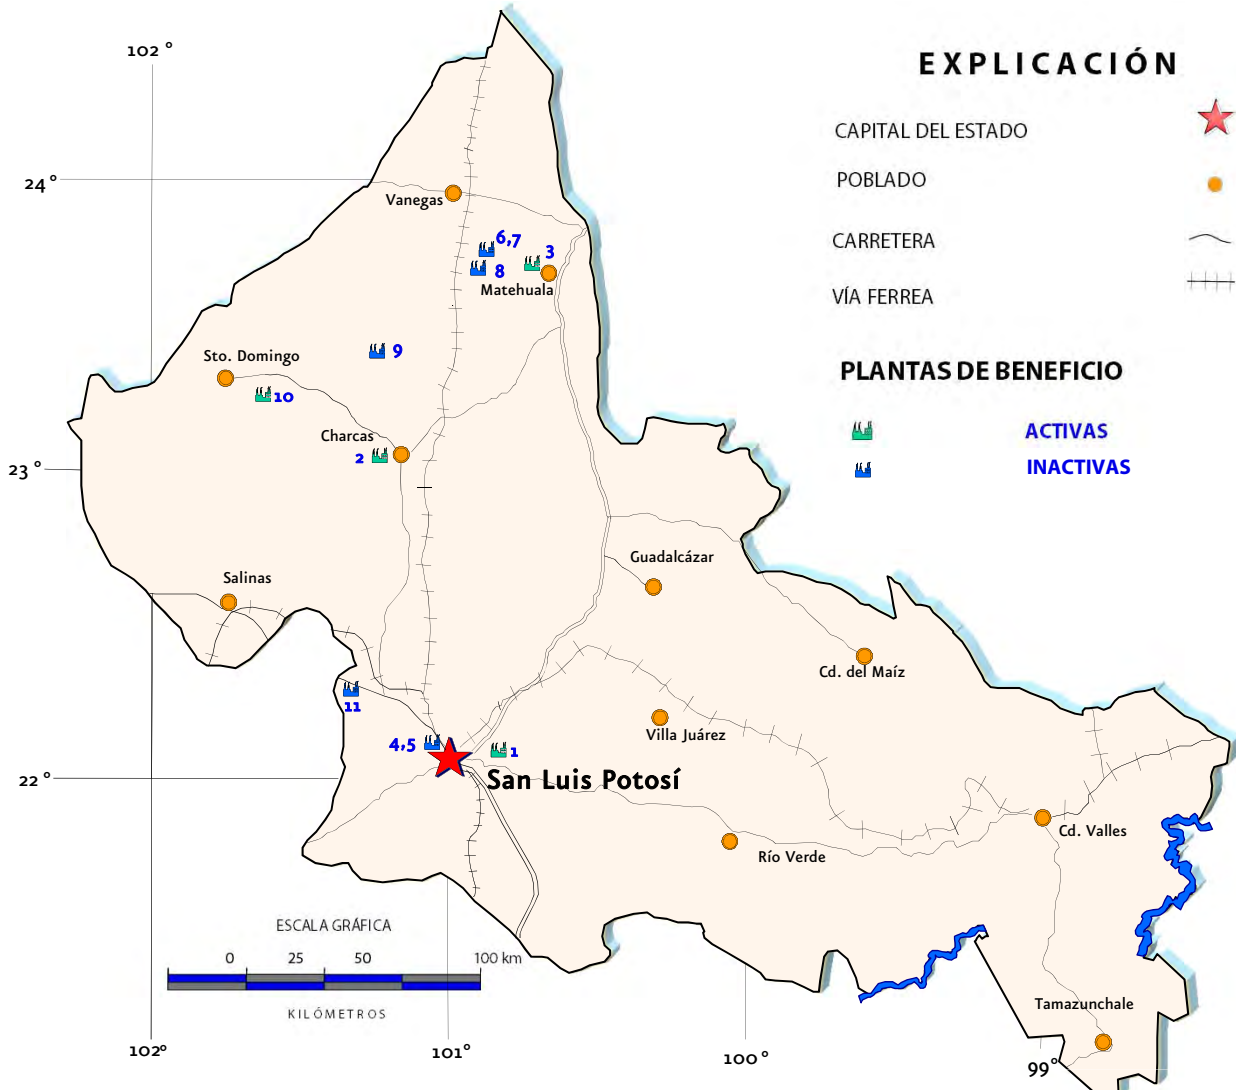 102 °
EXPLICACIÓN
CAPITAL DEL ESTADO
POBLADO
CARRETERA
VÍA FERREA
PLANTAS DE BENEFICIO
ACTIVAS
INACTIVAS
24°
Vanegas
6,7
3
8
Matehuala
9
Sto. Domingo
10
Charcas
2
23°
Guadalcázar
Salinas
Cd. del Maíz
11
Villa Juárez
4,5
1
22°
San Luis Potosí
Cd. Valles
Río Verde
ESCALA GRÁFICA
0 25 50 100 km
KILÓMETROS
Tamazunchale
102°
101°
100°
99°